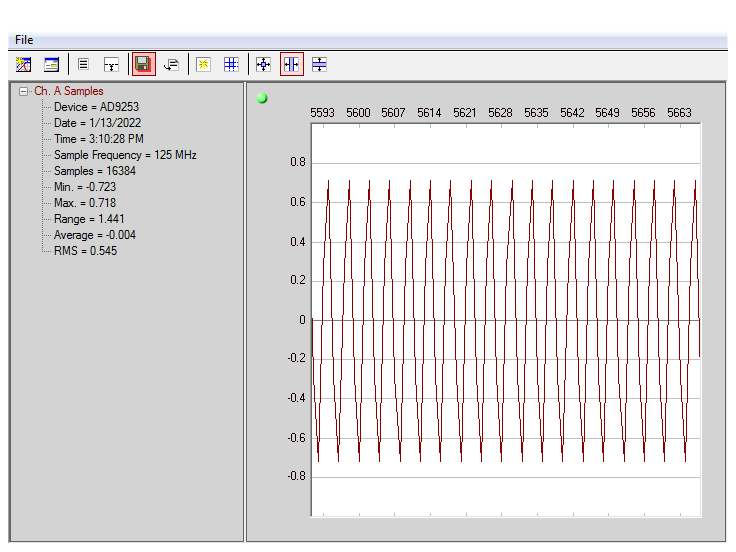 File
Ch. A Samples
Device = AD9253
Date = 1/13/2022
Time = 3:10:28 PM
Sample Frequency = 125 MHz
Samples = 16384
Min. = -0.723
Max. = 0.718
Range = 1.441
Average = -0.004
RMS = 0.545
5593 5600 5607 5614 5621 5628 5635 5642 5649 5656 5663
0.8
0.6
0.4
0.2
0
-0.2
-0.4
-0.6
-0.8